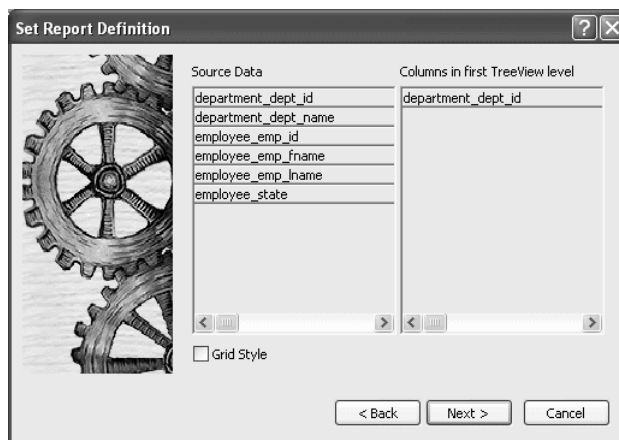 Set Report Definition
Source Data
department_dept_id
department_dept_name
employee_emp_id
employee_emp_fname
employee_emp_lname
employee_state
Columns in first TreeView level
department_dept_id
Grid Style
< Back
Next >
Cancel